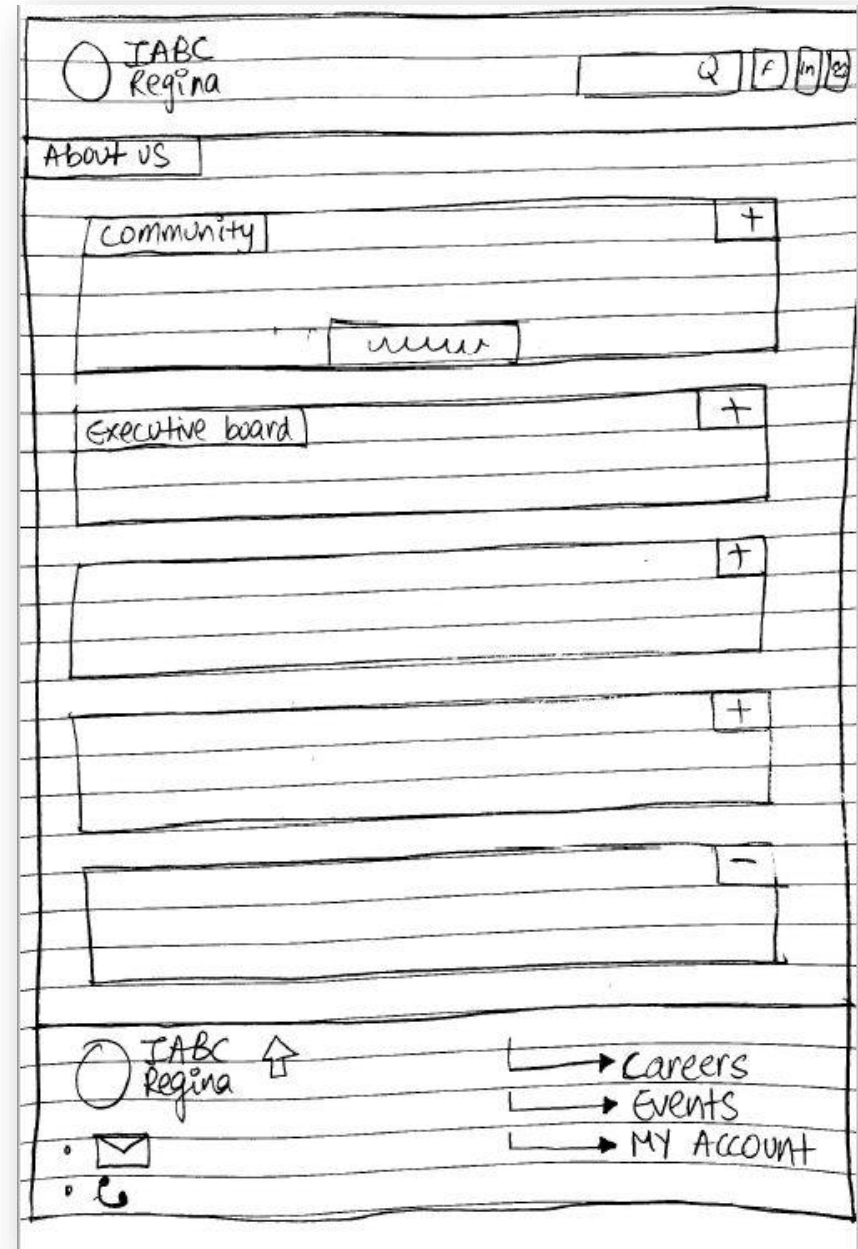 IABC
Regina
f
in
About us
Community
+
Executive board
+
+
+
-
IABC
Regina
Careers
Events
MY Account